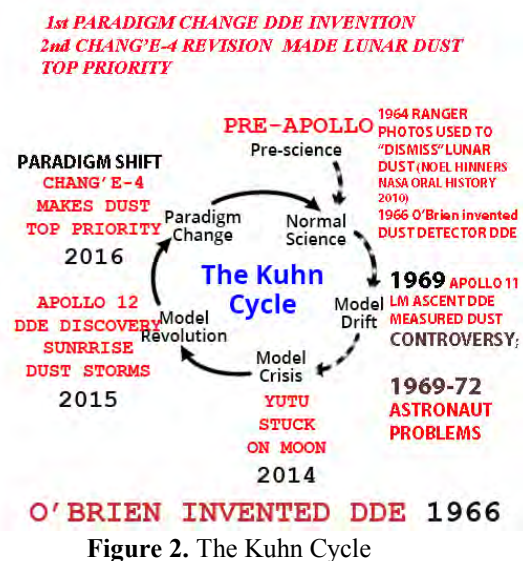 1st PARADIGM CHANGE DDE INVENTION
2nd CHANG'E-4 REVISION MADE LUNAR DUST
TOP PRIORITY
PRE-APOLLO
Pre-science
1964 RANGER
PHOTOS USED TO
"DISMISS" LUNAR
DUST (NOEL HINNERS
NASA ORAL HISTORY
2010)
1966 O'Brien invented
DUST DETECTOR DDE
PARADIGM SHIFT
CHANG'E-4
MAKES DUST
TOP PRIORITY
2016
Paradigm
Change
Normal
Science
The Kuhn
Cycle
1969 APOLLO 11
LM ASCENT DDE
MEASURED DUST
CONTROVERSY;
Model
Drift
1969-72
ASTRONAUT
PROBLEMS
APOLLO 12
DDE DISCOVERY
SUNRRISE
DUST STORMS
2015
Model
Revolution
Model
Crisis
YUTU
STUCK
ON MOON
2014
O'BRIEN INVENTED DDE 1966
Figure 2. The Kuhn Cycle